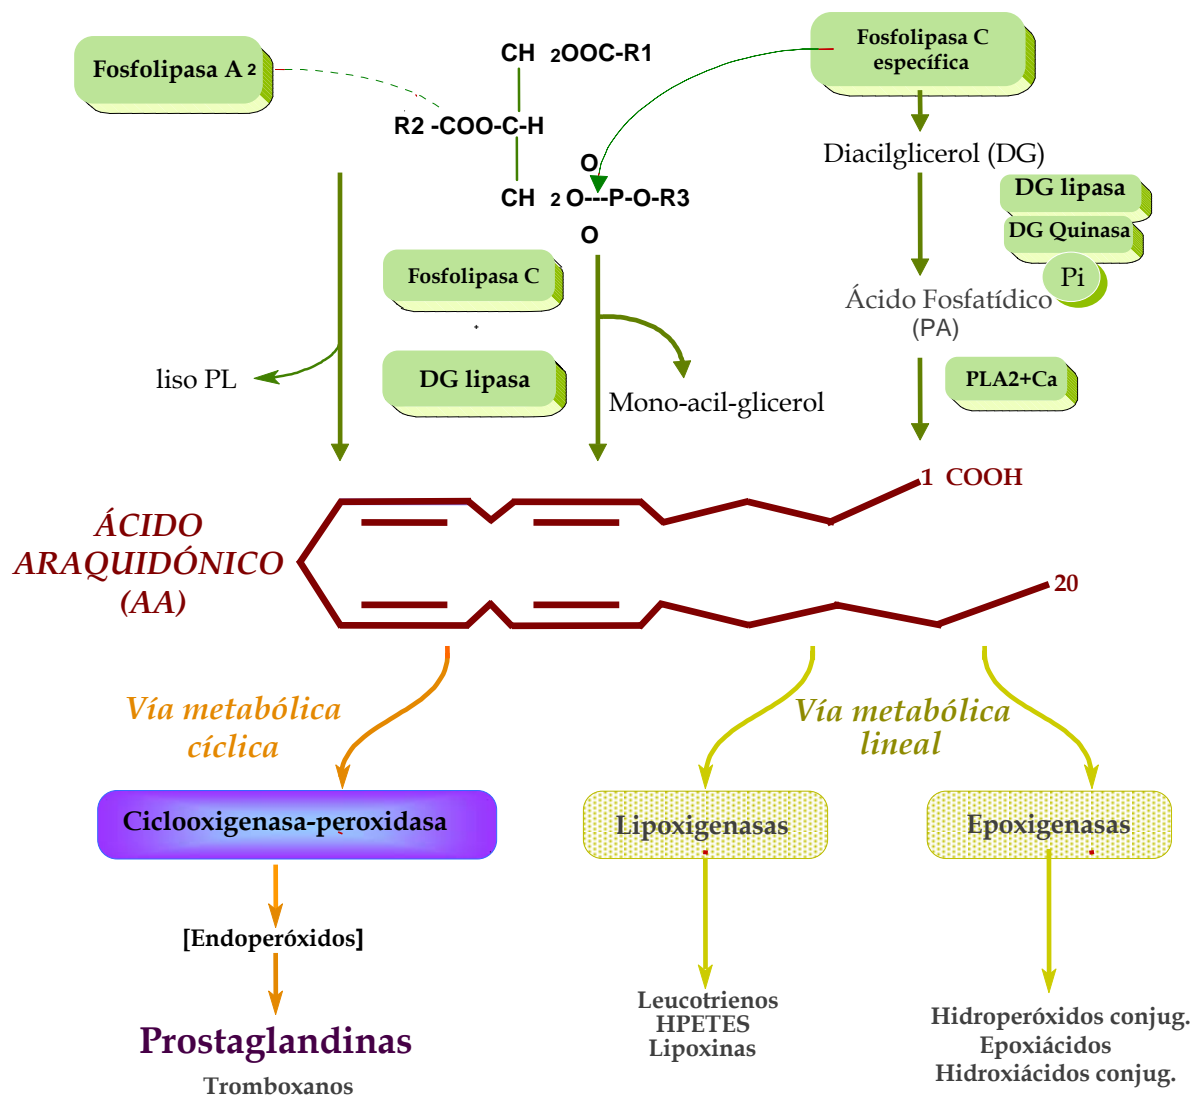 Fosfolipasa A 2
CH 2OOC-R1
R2 -COO-C-H
O
CH 2 O---P-O-R3
O
Fosfolipasa C
específica
Diacilglicerol (DG)
DG lipasa
DG Quinasa
Pi
Ácido Fosfatídico
(PA)
PLA2+Ca
Fosfolipasa C
+
DG lipasa
liso PL
Mono-acil-glicerol
1 COOH
ÁCIDO
ARAQUIDÓNICO
(AA)
20
Vía metabólica
cíclica
Vía metabólica
lineal
Ciclooxigenasa-peroxidasa
Lipoxigenasas
Epoxigenasas
[Endoperóxidos]
Prostaglandinas
Tromboxanos
Leucotrienos
HPETES
Lipoxinas
Hidroperóxidos conjug.
Epoxiácidos
Hidroxiácidos conjug.